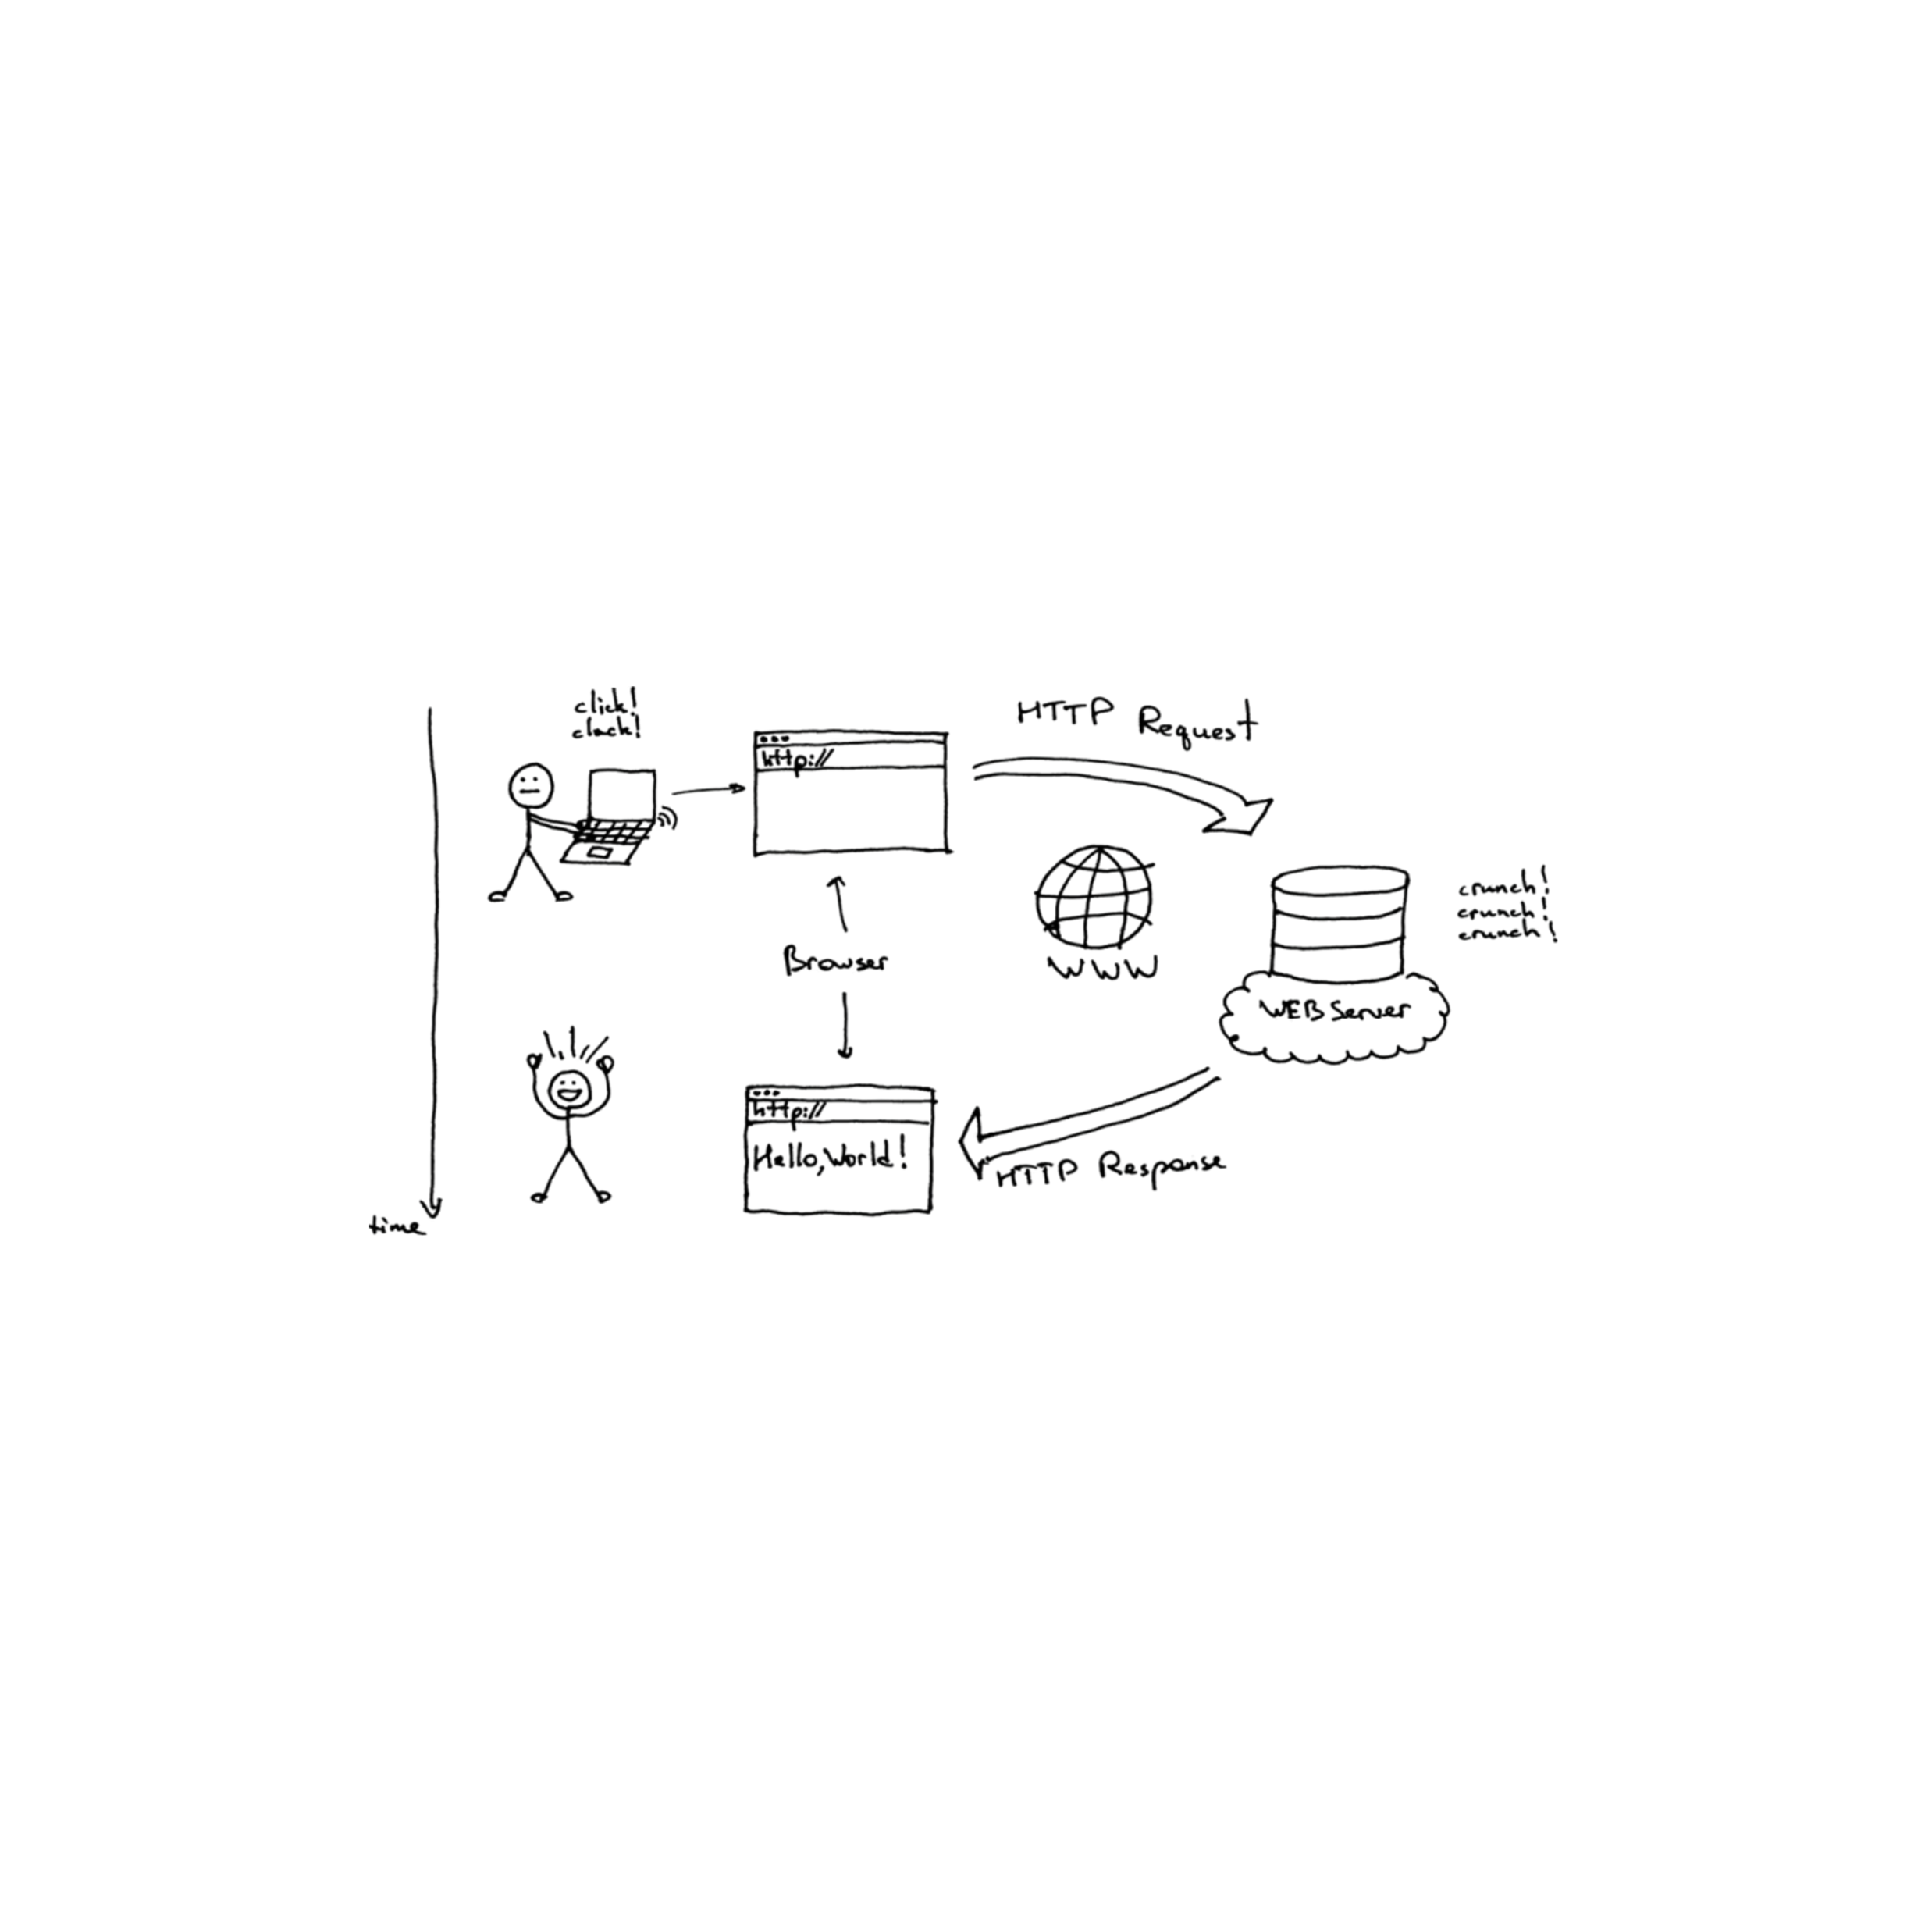 click!
clack!
http://
HTTP Request
crunch!
crunch!
crunch!
Browser
WWW
WEB Server
http://
Hello, World!
HTTP Response
time